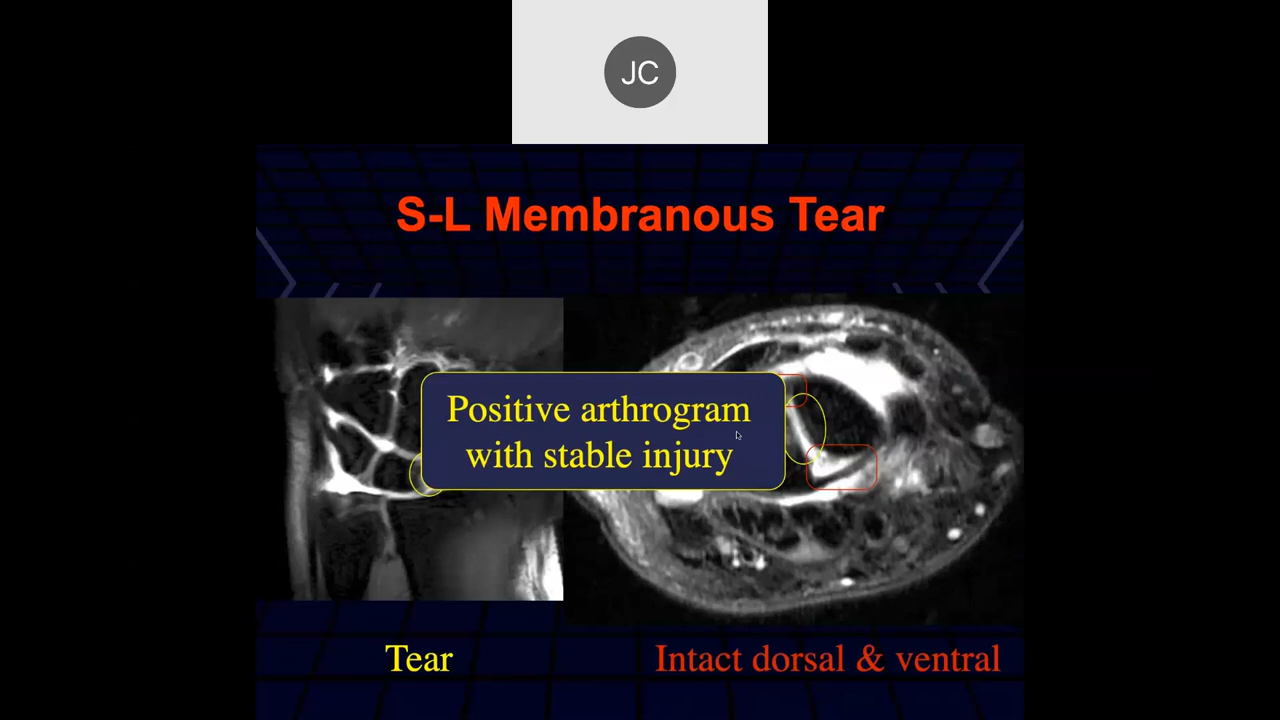 JC
S-L Membranous Tear
Positive arthrogram
with stable injury
Tear
Intact dorsal & ventral